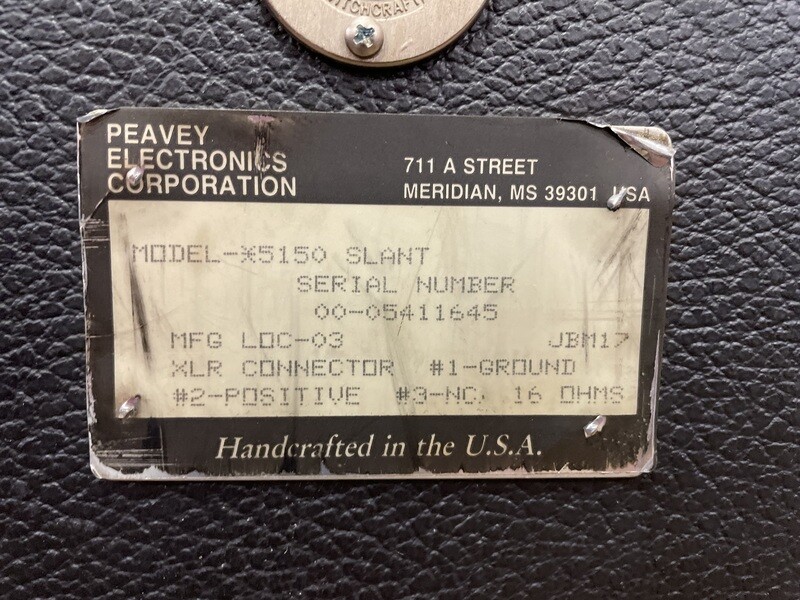 PEAVEY
ELECTRONICS
CORPORATION
711 A STREET
MERIDIAN, MS 39301 USA
MODEL-*5150 SLANT
SERIAL NUMBER
00-05411645
MFG LOC-03 JBM17
XLR CONNECTOR #1-GROUND
#2-POSITIVE #3-NC. 16 OHMS
Handcrafted in the U.S.A.